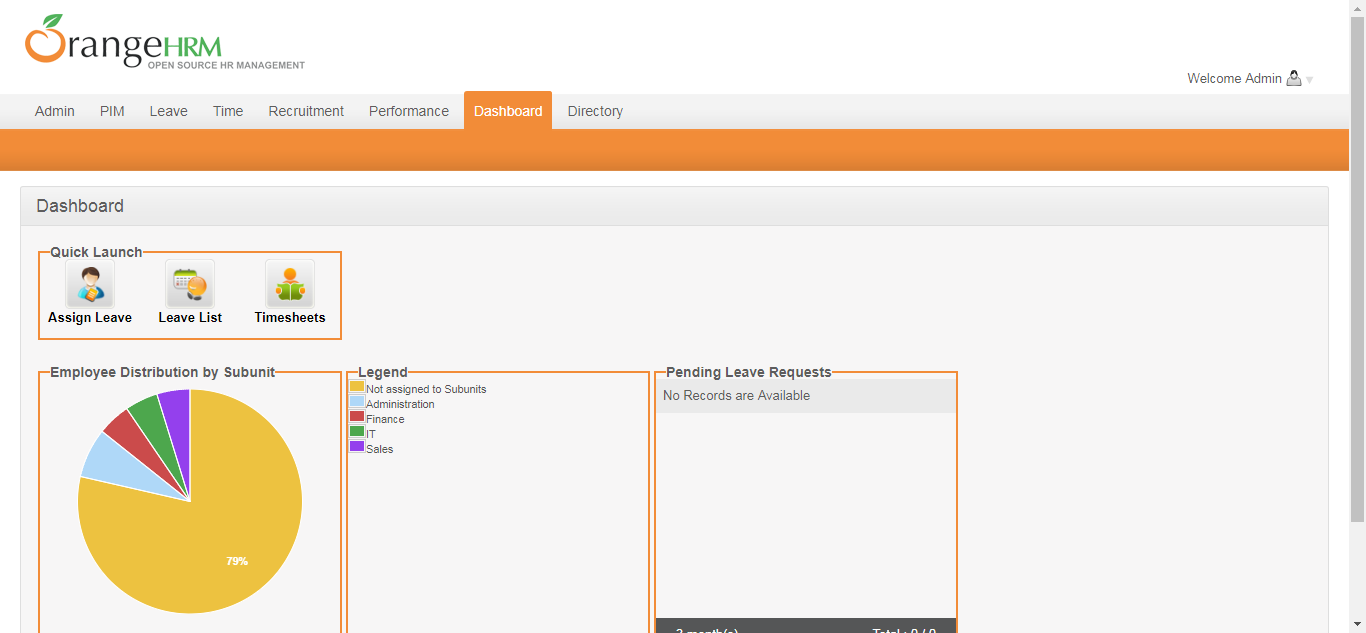 OrangeHRM
OPEN SOURCE HR MANAGEMENT
Welcome Admin
Admin PIM Leave Time Recruitment Performance Dashboard Directory
Dashboard
Quick Launch
Assign Leave Leave List Timesheets
Employee Distribution by Subunit
79%
Legend
Not assigned to Subunits
Administration
Finance
IT
Sales
Pending Leave Requests
No Records are Available
3 month(s) Total : 0 / 0